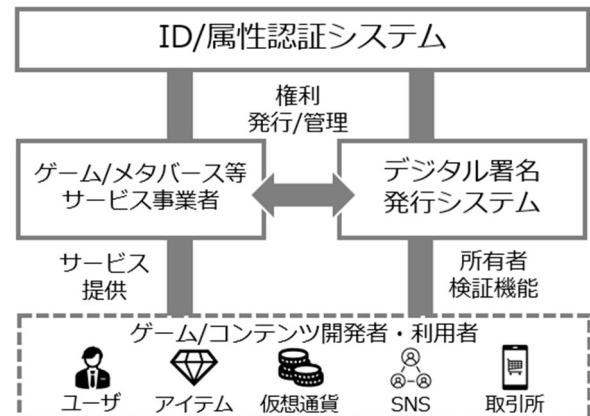 ID/属性認証システム
権利
発行/管理
ゲーム/メタバース等
サービス事業者
デジタル署名
発行システム
サービス
提供
所有者
検証機能
ゲーム/コンテンツ開発者・利用者
ユーザ
アイテム
仮想通貨
SNS
取引所